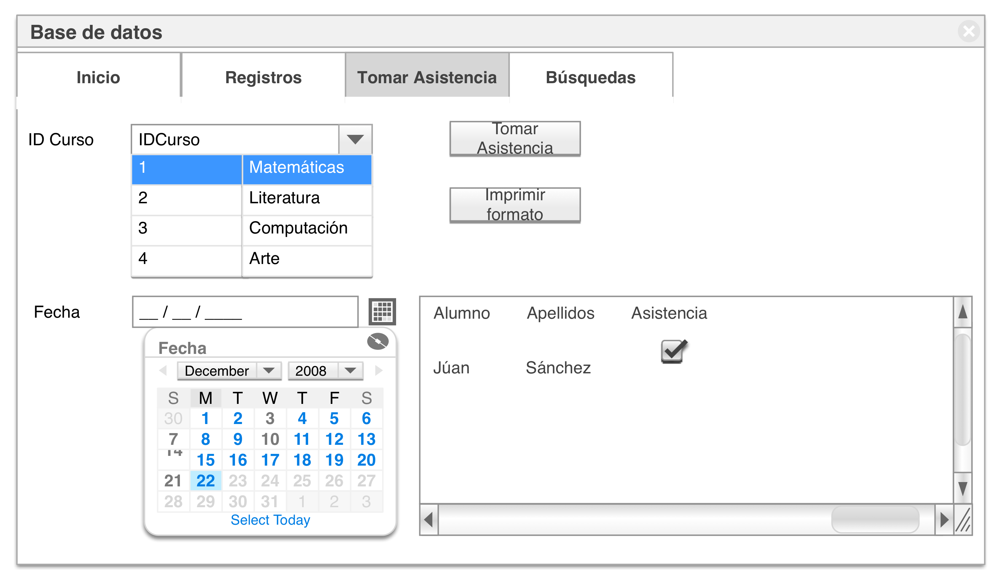 Base de datos
Inicio Registros Tomar Asistencia Búsquedas
ID Curso IDCurso
1 Matemáticas
2 Literatura
3 Computación
4 Arte
Tomar
Asistencia
Imprimir
formato
Fecha __ / __ / ____
Fecha
December 2008
S M T W T F S
30 1 2 3 4 5 6
7 8 9 10 11 12 13
14 15 16 17 18 19 20
21 22 23 24 25 26 27
28 29 30 31 1 2 3
Select Today
Alumno Apellidos Asistencia
Júan Sánchez